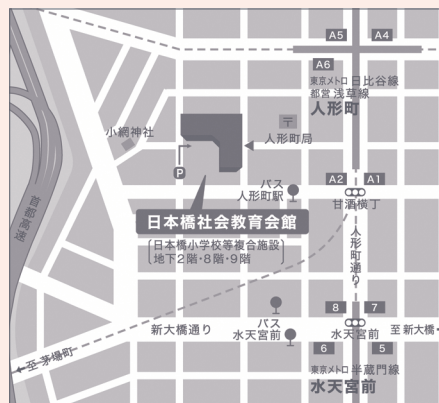 A5
A4
A6
東京メトロ 日比谷線
都営 浅草線
人形町
小網神社
〒
人形町局
P
バス
人形町駅
A2
A1
甘酒横丁
首都高速
日本橋社会教育会館
日本橋小学校等複合施設
地下2階・8階・9階
人形町通り
8
7
新大橋通り
バス
水天宮前
水天宮前
至 新大橋・
←至 茅場町
6
5
東京メトロ 半蔵門線
水天宮前